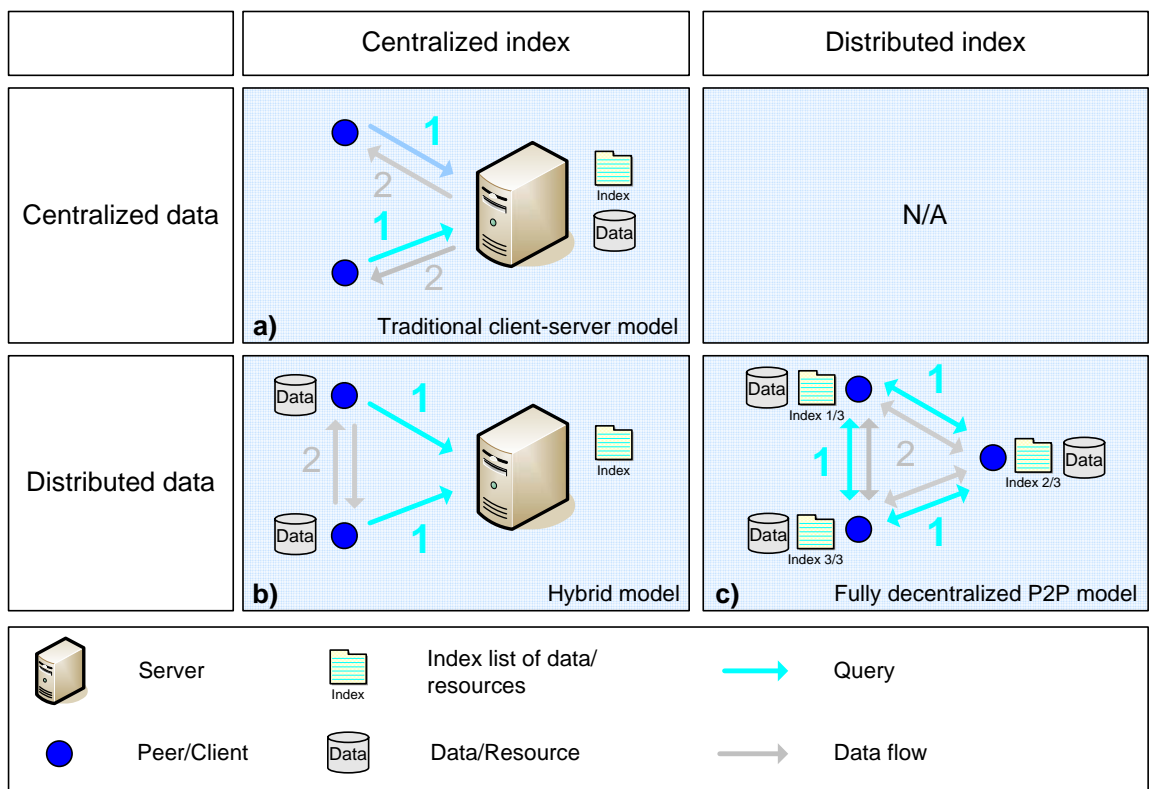 Centralized index
Distributed index
Centralized data
1
2
1
2
Index
Data
a)
Traditional client-server model
N/A
Distributed data
Data
1
2
Data
1
Index
b)
Hybrid model
Data
Index 1/3
1
1
2
Index 2/3
Data
Data
Index 3/3
1
c)
Fully decentralized P2P model
Server
Index
Index list of data/
resources
Query
Peer/Client
Data
Data/Resource
Data flow